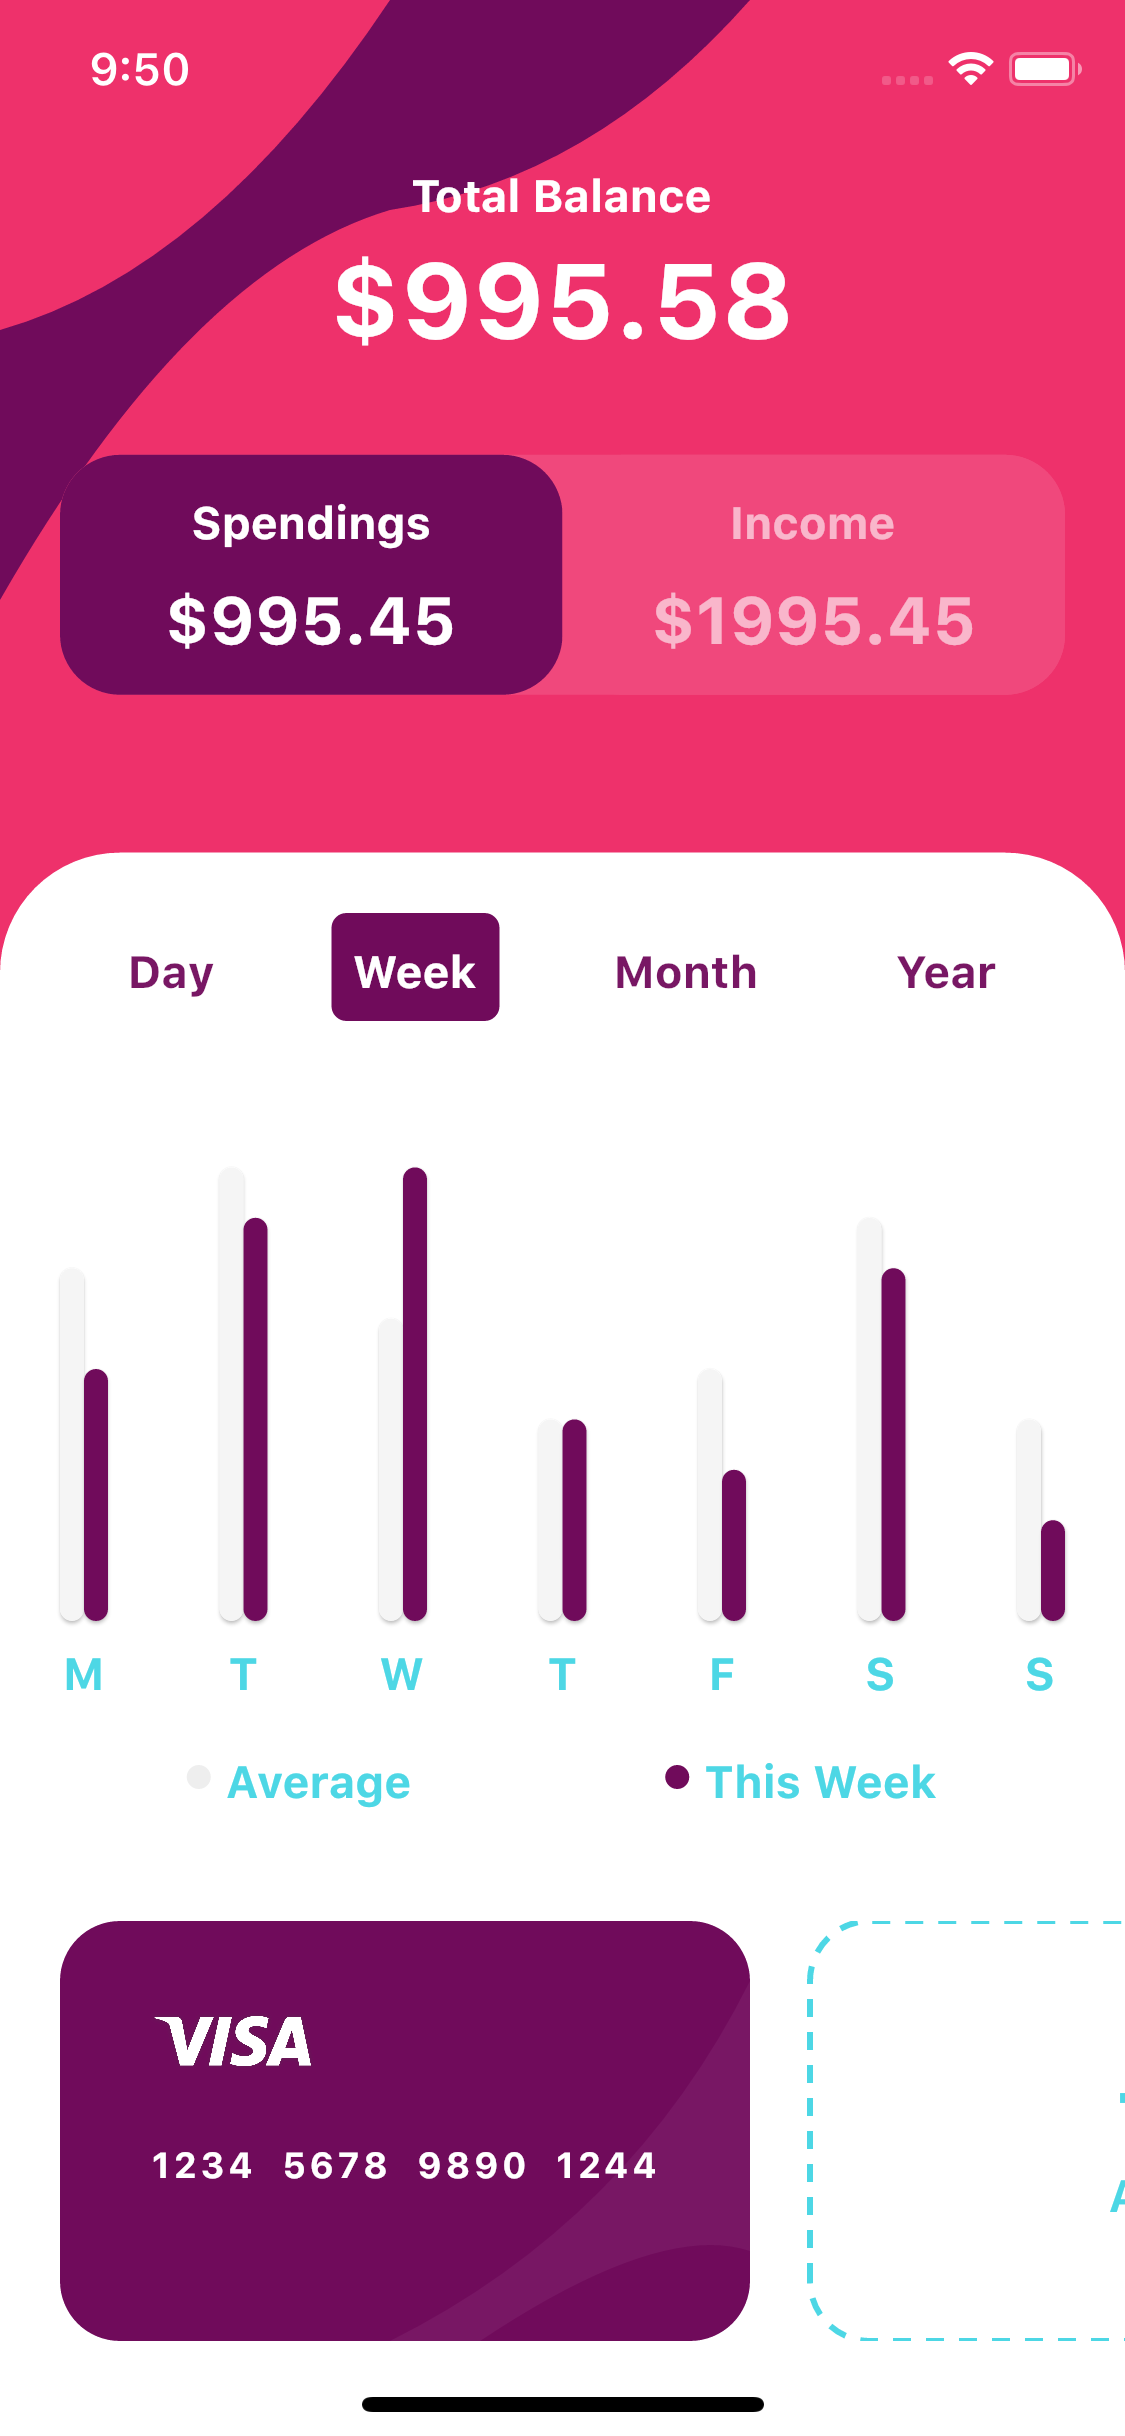 9:50
Total Balance
$995.58
Spendings Income
$995.45 $1995.45
Day Week Month Year
M T W T F S S
Average This Week
VISA
1234 5678 9890 1244